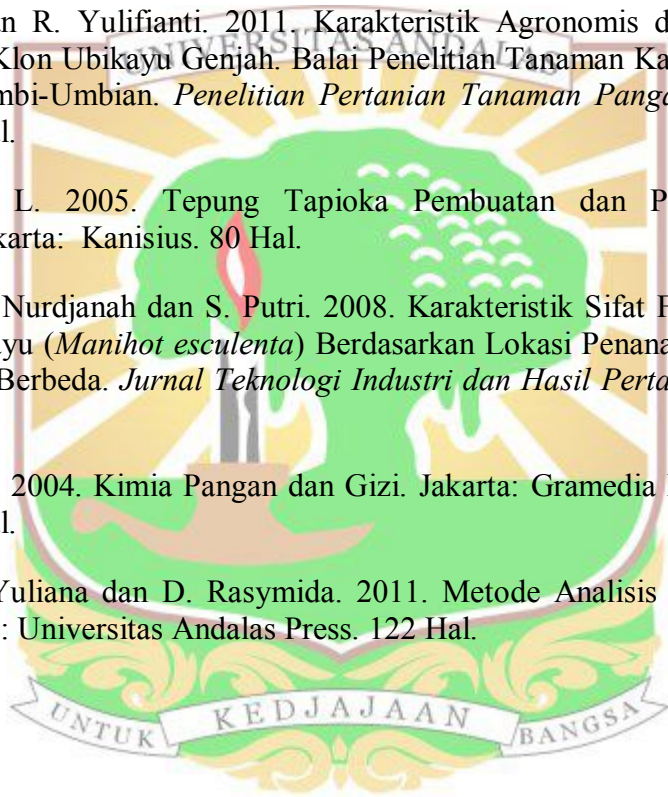 UNIVERSITAS ANDALAS
an R. Yulifianti. 2011. Karakteristik Agronomis d
Klon Ubikayu Genjah. Balai Penelitian Tanaman Ka
mbi-Umbian. Penelitian Pertanian Tanaman Panga
l.
L. 2005. Tepung Tapioka Pembuatan dan P
karta: Kanisius. 80 Hal.
Nurdjanah dan S. Putri. 2008. Karakteristik Sifat F
ayu (Manihot esculenta) Berdasarkan Lokasi Penana
Berbeda. Jurnal Teknologi Industri dan Hasil Perta
2004. Kimia Pangan dan Gizi. Jakarta: Gramedia
l.
Yuliana dan D. Rasymida. 2011. Metode Analisis
: Universitas Andalas Press. 122 Hal.
UNTUK KEDJAJAAN BANGSA